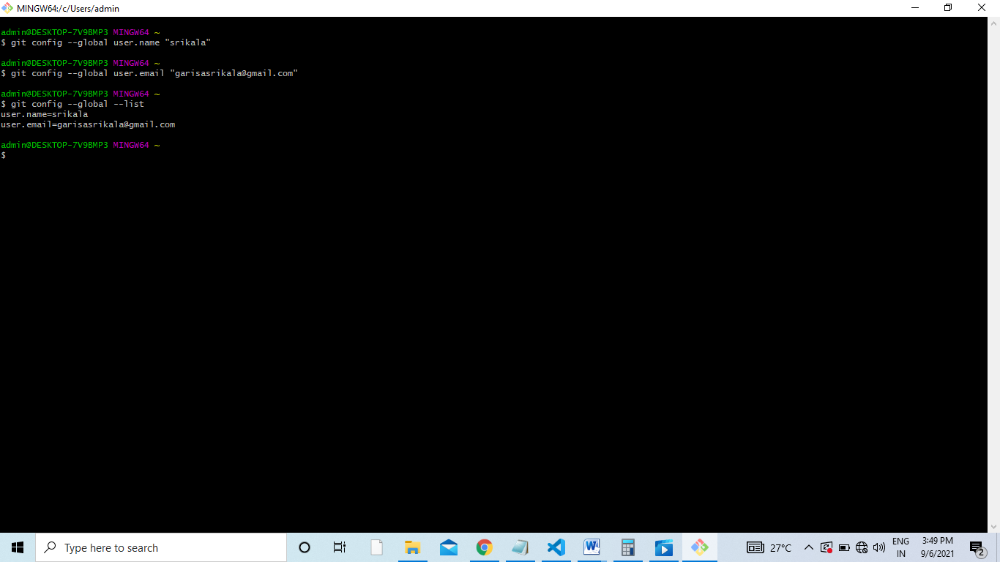 MINGW64:/c/Users/admin
admin@DESKTOP-7V9BMP3 MINGW64 ~
$ git config --global user.name "srikala"
admin@DESKTOP-7V9BMP3 MINGW64 ~
$ git config --global user.email "garisasrikala@gmail.com"
admin@DESKTOP-7V9BMP3 MINGW64 ~
$ git config --global --list
user.name=srikala
user.email=garisasrikala@gmail.com
admin@DESKTOP-7V9BMP3 MINGW64 ~
$
Type here to search
27°C
ENG
IN
3:49 PM
9/6/2021
2